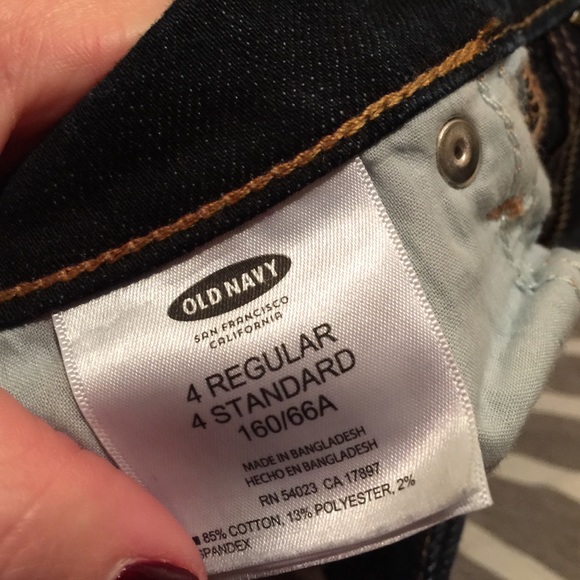 OLD NAVY
SAN FRANCISCO
CALIFORNIA
4 REGULAR
4 STANDARD
160/66A
MADE IN BANGLADESH
HECHO EN BANGLADESH
RN 54023 CA 17897
■ 85% COTTON, 13% POLYESTER, 2%
SPANDEX